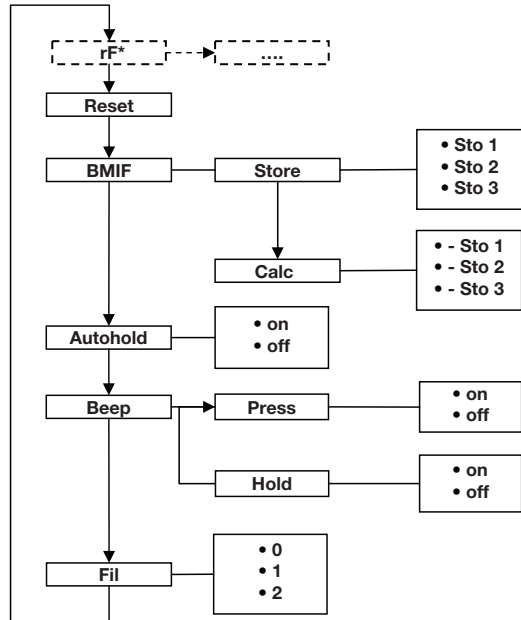 rF*
....
Reset
BMIF
Store
• Sto 1
• Sto 2
• Sto 3
Calc
• - Sto 1
• - Sto 2
• - Sto 3
Autohold
• on
• off
Beep
Press
• on
• off
Hold
• on
• off
Fil
• 0
• 1
• 2